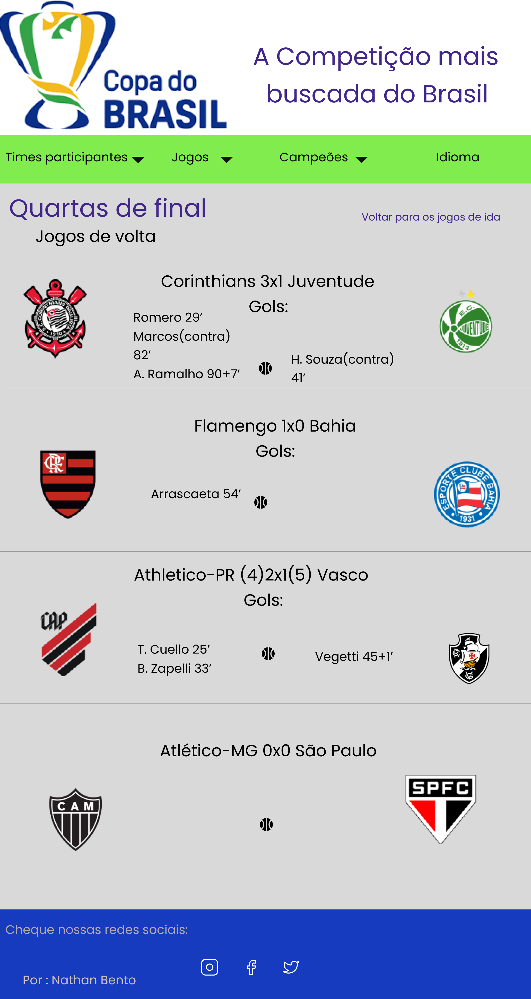 Copa do
BRASIL
A Competição mais
buscada do Brasil
Times participantes
Jogos
Campeões
Idioma
Quartas de final
Voltar para os jogos de ida
Jogos de volta
Corinthians 3x1 Juventude
Gols:
Romero 29’
Marcos(contra)
82’
A. Ramalho 90+7’
H. Souza(contra)
41’
E.C.
JUVENTUDE
1913
Flamengo 1x0 Bahia
Gols:
Arrascaeta 54’
ESPORTE CLUBE BAHIA
1931
Athletico-PR (4)2x1(5) Vasco
Gols:
CAP
T. Cuello 25’
B. Zapelli 33’
Vegetti 45+1’
Atlético-MG 0x0 São Paulo
CAM
SPFC
Cheque nossas redes sociais:
Por : Nathan Bento